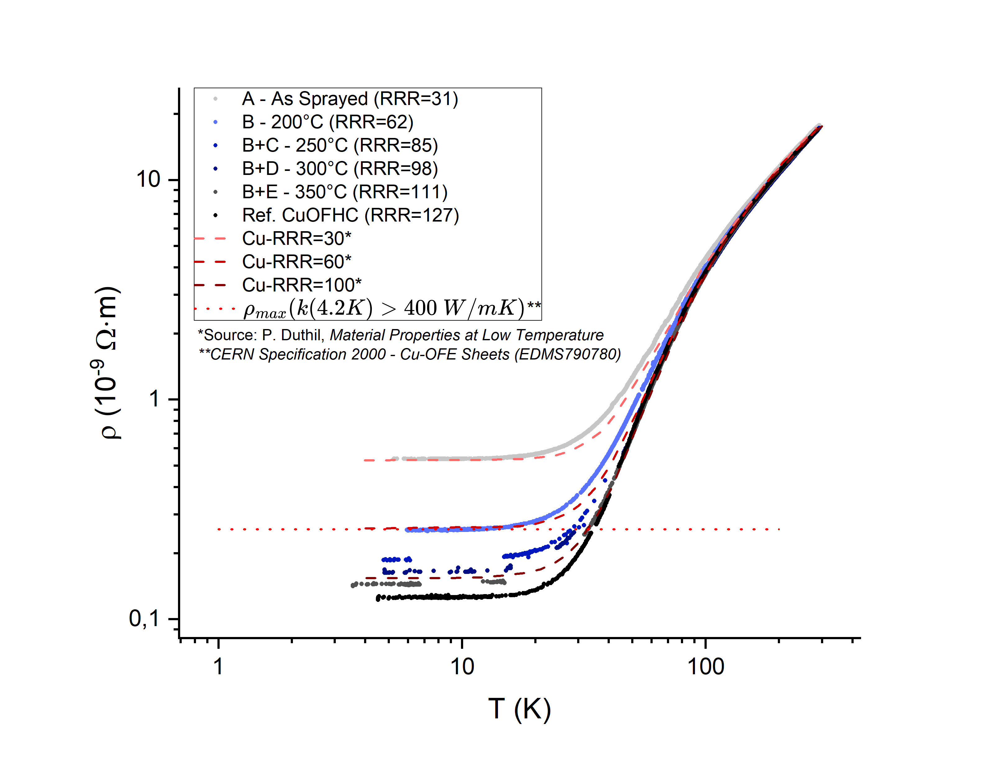 A - As Sprayed (RRR=31)
B - 200°C (RRR=62)
B+C - 250°C (RRR=85)
B+D - 300°C (RRR=98)
B+E - 350°C (RRR=111)
Ref. CuOFHC (RRR=127)
Cu-RRR=30*
Cu-RRR=60*
Cu-RRR=100*
ρmax(k(4.2K) > 400 W/mK)**
*Source: P. Duthil, Material Properties at Low Temperature
**CERN Specification 2000 - Cu-OFE Sheets (EDMS790780)
10
1
0,1
ρ (10⁻⁹ Ω·m)
1
10
100
T (K)